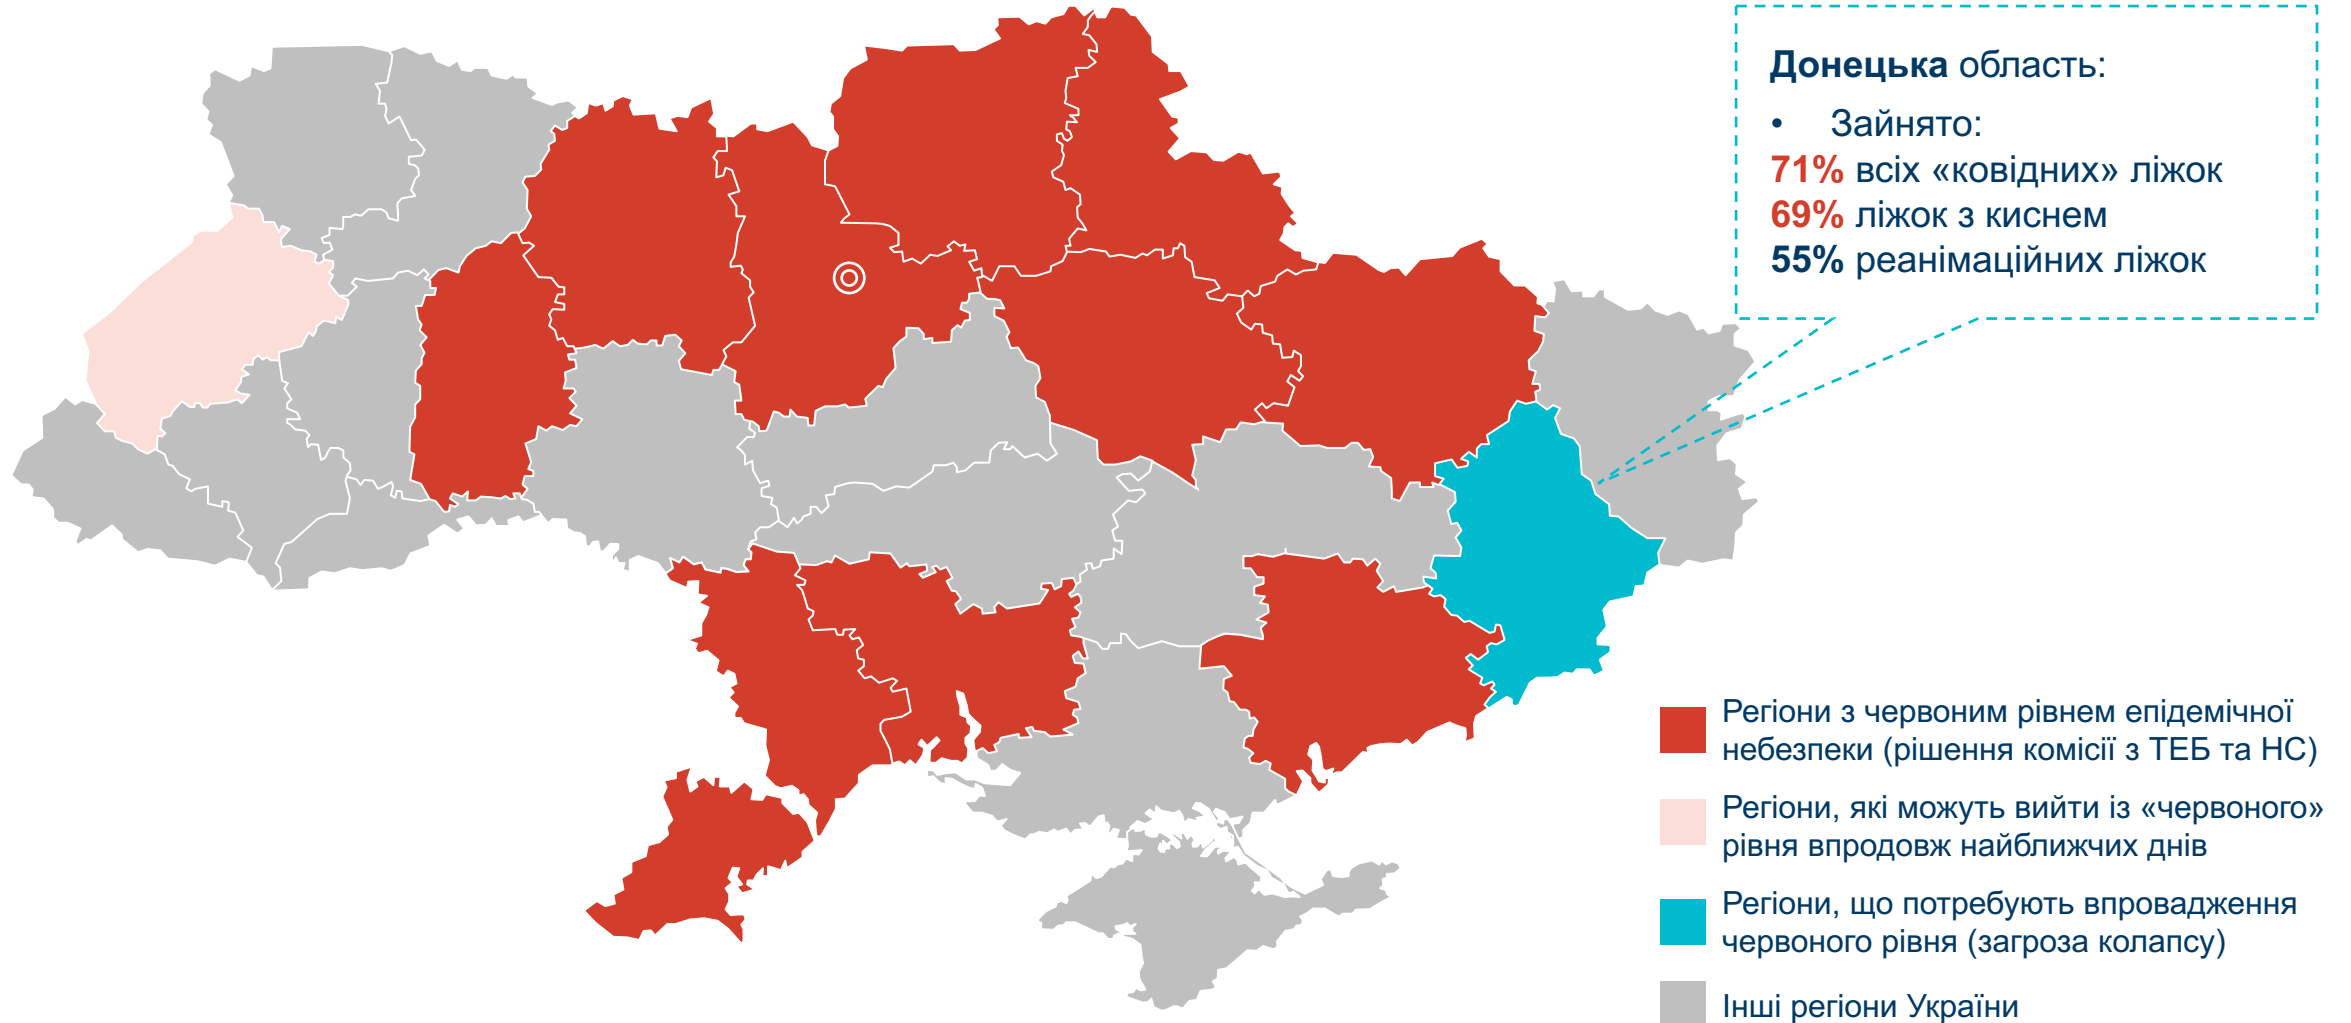 Донецька область:
• Зайнято:
71% всіх «ковідних» ліжок
69% ліжок з киснем
55% реанімаційних ліжок
Регіони з червоним рівнем епідемічної
небезпеки (рішення комісії з ТЕБ та НС)
Регіони, які можуть вийти із «червоного»
рівня впродовж найближчих днів
Регіони, що потребують впровадження
червоного рівня (загроза колапсу)
Інші регіони України